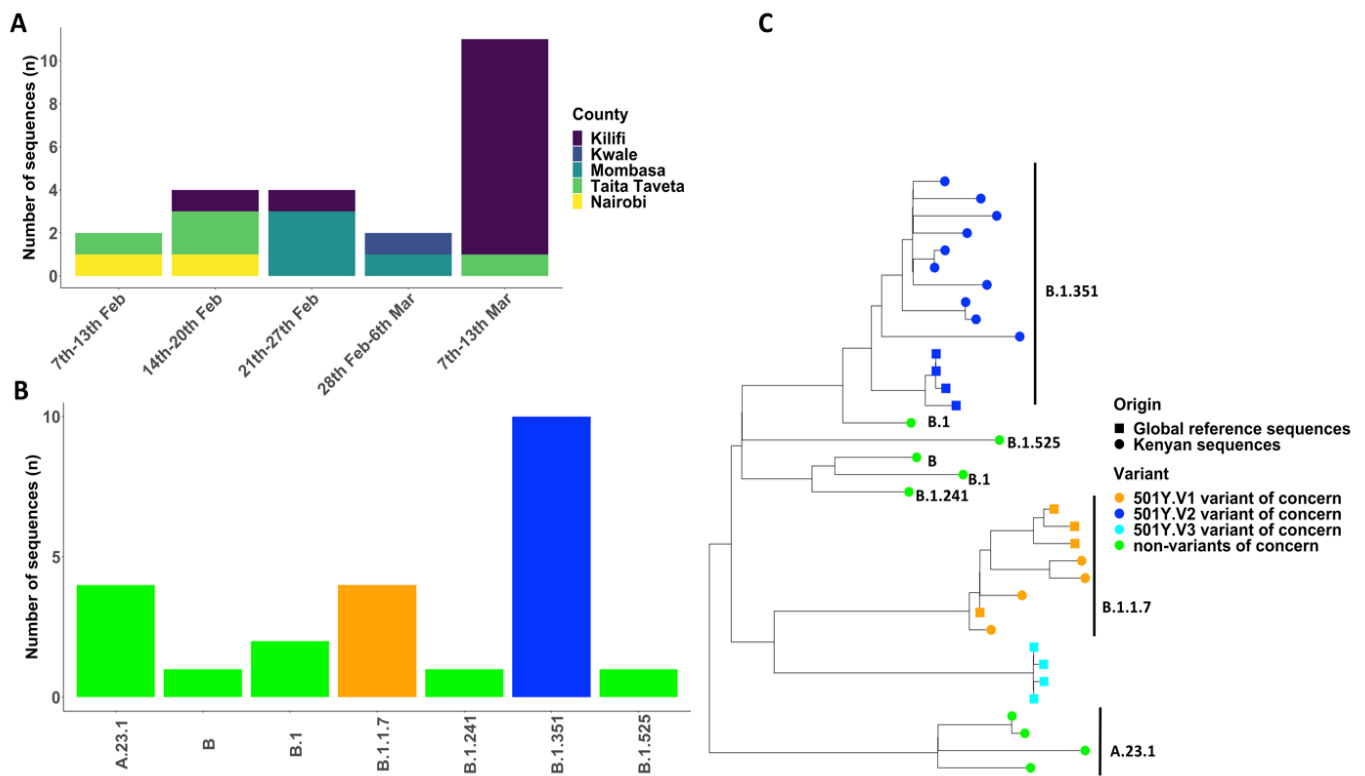 A
Number of sequences (n)
10
8
6
4
2
0
7th-13th Feb
14th-20th Feb
21th-27th Feb
28th Feb-6th Mar
7th-13th Mar
County
Kilifi
Kwale
Mombasa
Taita Taveta
Nairobi
B
Number of sequences (n)
10
5
0
A.23.1
B
B.1
B.1.1.7
B.1.241
B.1.351
B.1.525
C
B.1.351
B.1
B.1.525
B
B.1
B.1.241
B.1.1.7
A.23.1
Origin
Global reference sequences
Kenyan sequences
Variant
501Y.V1 variant of concern
501Y.V2 variant of concern
501Y.V3 variant of concern
non-variants of concern